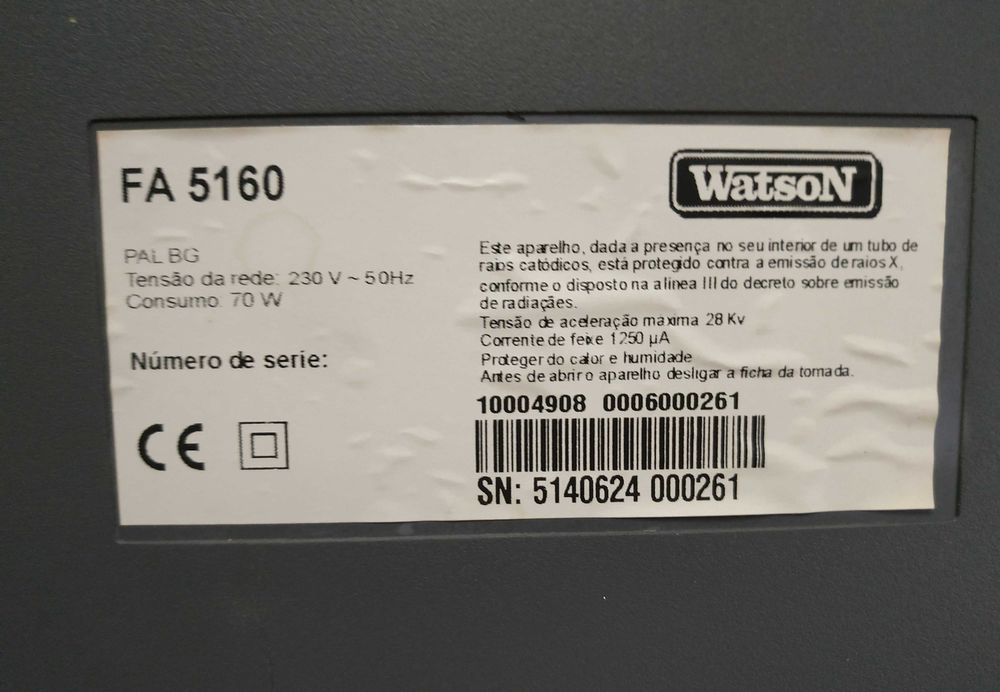 FA 5160
WatsoN
PAL BG
Tensão da rede: 230 V ~ 50Hz
Consumo: 70 W
Número de serie:
CE
Este aparelho, dada a presença no seu interior de um tubo de
raios catódicos, está protegido contra a emissão de raios X,
conforme o disposto na alinea III do decreto sobre emissão
de radiações.
Tensão de aceleração maxima 28 Kv
Corrente de feixe 1250 µA
Proteger do calor e humidade
Antes de abrir o aparelho desligar a ficha da tomada.
10004908 0006000261
SN: 5140624 000261